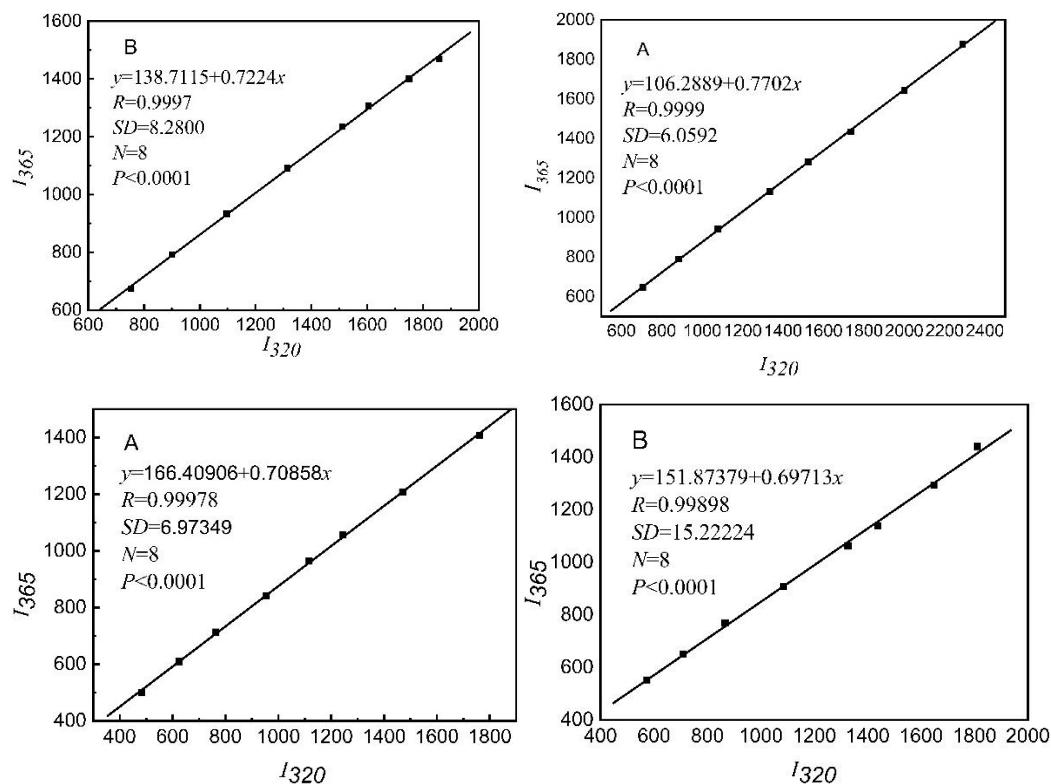 B
y=138.7115+0.7224x
R=0.9997
SD=8.2800
N=8
P<0.0001
I365
1600
1400
1200
1000
800
600
600 800 1000 1200 1400 1600 1800 2000
I320
A
y=106.2889+0.7702x
R=0.9999
SD=6.0592
N=8
P<0.0001
I365
2000
1800
1600
1400
1200
1000
800
600
600 800 1000 1200 1400 1600 1800 2000 2200 2400
I320
A
y=166.40906+0.70858x
R=0.99978
SD=6.97349
N=8
P<0.0001
I365
1400
1200
1000
800
600
400
400 600 800 1000 1200 1400 1600 1800
I320
B
y=151.87379+0.69713x
R=0.99898
SD=15.22224
N=8
P<0.0001
I365
1600
1400
1200
1000
800
600
400
400 600 800 1000 1200 1400 1600 1800 2000
I320